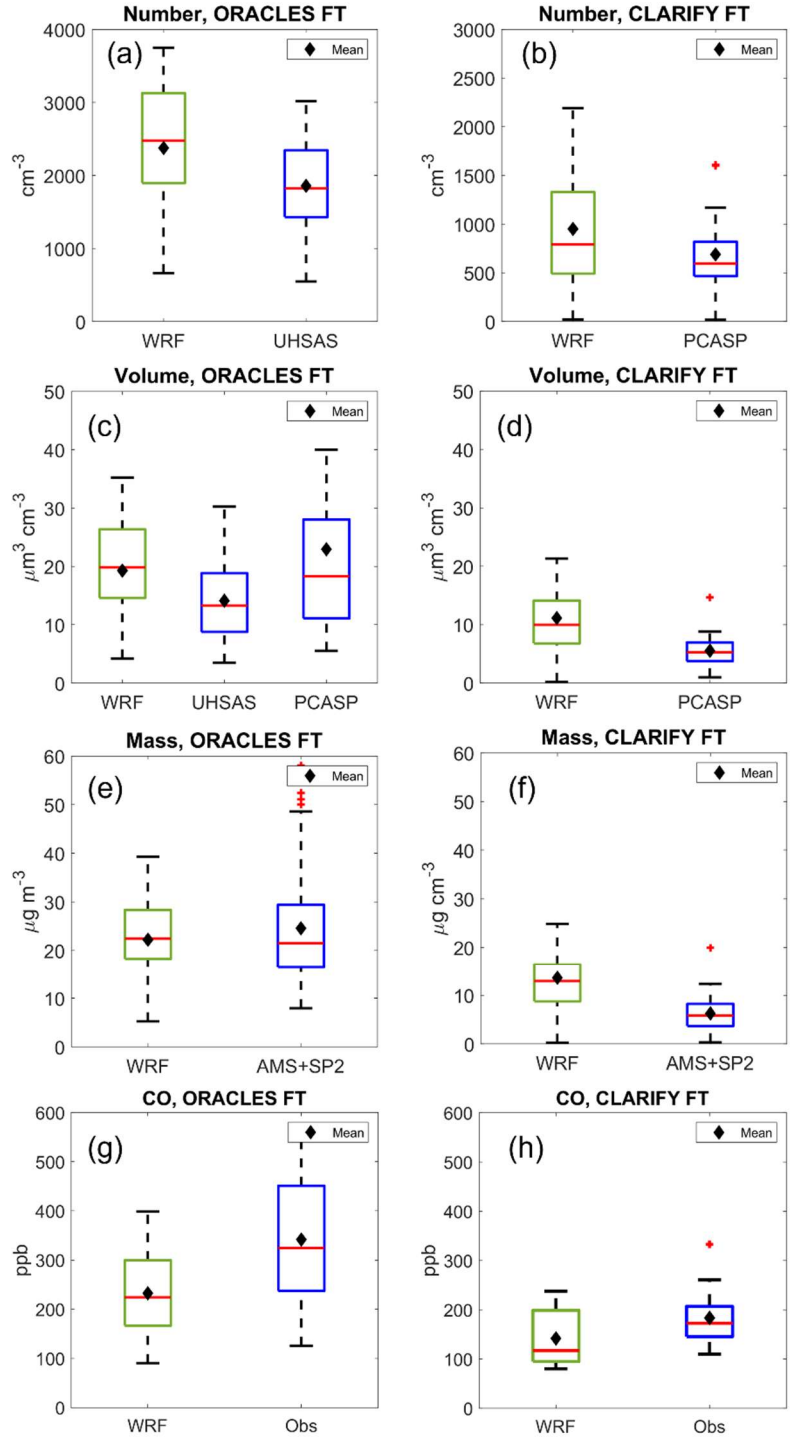 Number, ORACLES FT
(a)
Mean
4000
3000
2000
1000
0
cm-3
WRF
UHSAS
Number, CLARIFY FT
(b)
Mean
3000
2500
2000
1500
1000
500
0
cm-3
WRF
PCASP
Volume, ORACLES FT
(c)
Mean
50
40
30
20
10
0
μm3 cm-3
WRF
UHSAS
PCASP
Volume, CLARIFY FT
(d)
Mean
50
40
30
20
10
0
μm3 cm-3
WRF
PCASP
Mass, ORACLES FT
(e)
Mean
60
50
40
30
20
10
0
μg m-3
WRF
AMS+SP2
Mass, CLARIFY FT
(f)
Mean
60
50
40
30
20
10
0
μg cm-3
WRF
AMS+SP2
CO, ORACLES FT
(g)
Mean
600
500
400
300
200
100
0
ppb
WRF
Obs
CO, CLARIFY FT
(h)
Mean
600
500
400
300
200
100
0
ppb
WRF
Obs